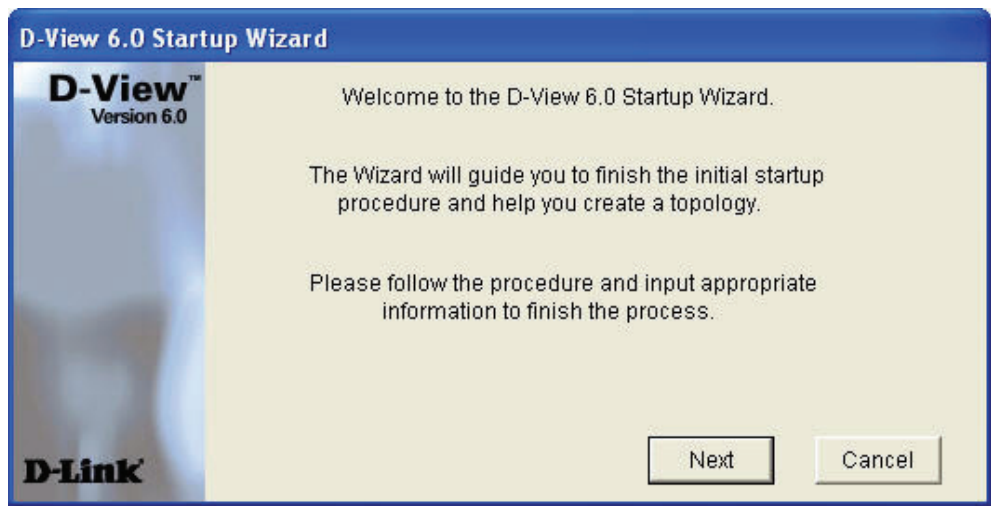 D-View 6.0 Startup Wizard
D-View™
Version 6.0
Welcome to the D-View 6.0 Startup Wizard.
The Wizard will guide you to finish the initial startup
procedure and help you create a topology.
Please follow the procedure and input appropriate
information to finish the process.
D-Link
Next
Cancel